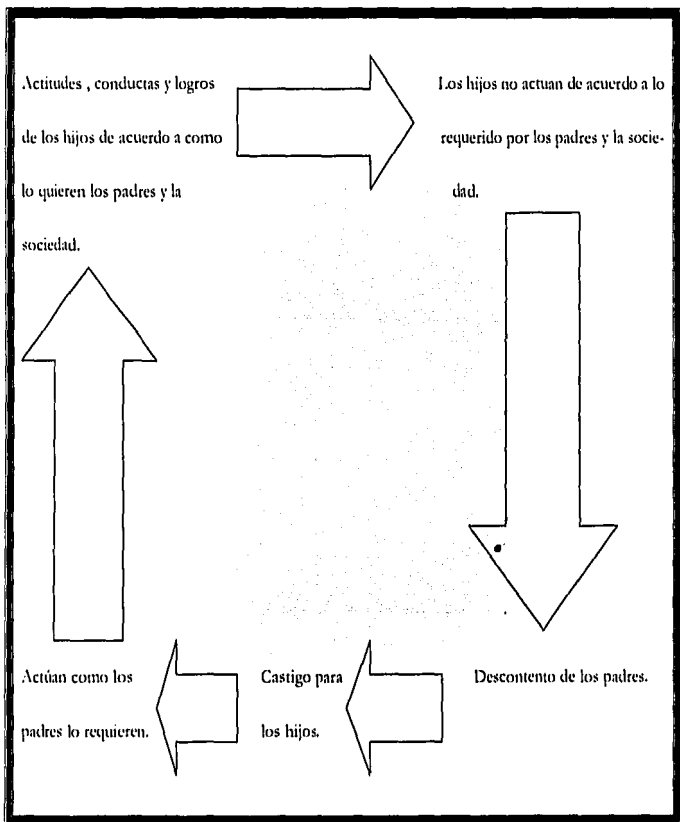 Actitudes , conductas y logros
de los hijos de acuerdo a como
lo quieren los padres y la
sociedad.
Los hijos no actuan de acuerdo a lo
requerido por los padres y la socie-
dad.
Descontento de los padres.
Castigo para
los hijos.
Actúan como los
padres lo requieren.